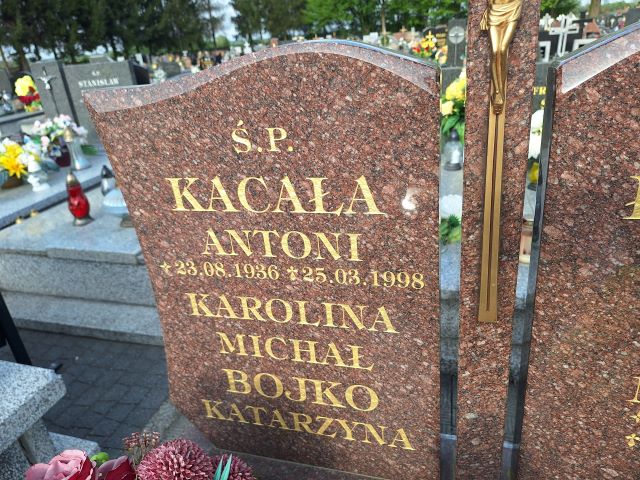 Ś.P.
KACAŁA
ANTONI
23.08.1936 ✝25.03.1998
KAROLINA
MICHAŁ
BOJKO
KATARZYNA
Ś.P.
STANISŁAW